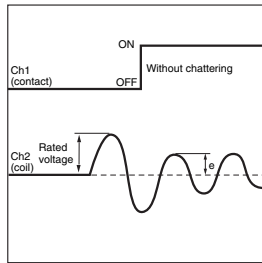 ON
Ch1
(contact)
OFF
Without chattering
Rated
voltage
Ch2
(coil)
e